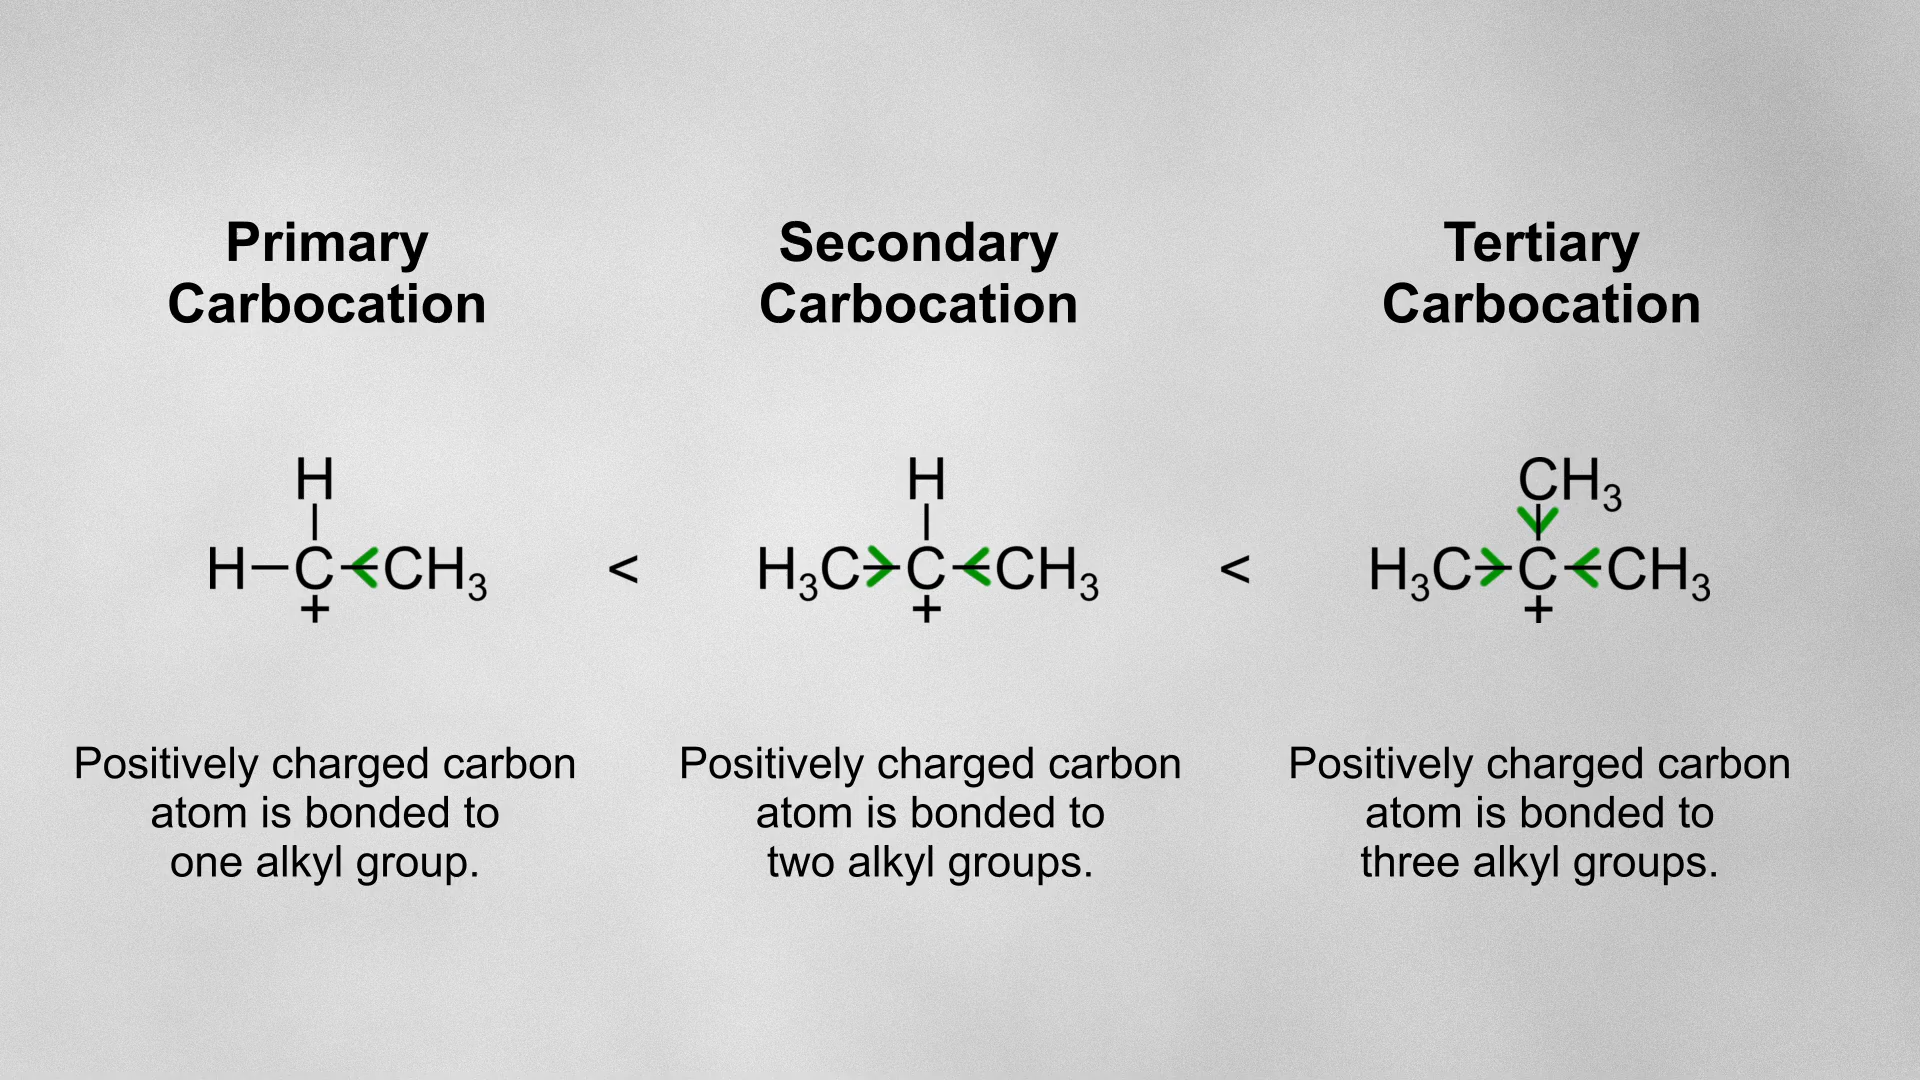 Primary
Carbocation
Secondary
Carbocation
Tertiary
Carbocation
H
H–C–CH₃
+
<
H
H₃C–C–CH₃
+
<
CH₃
H₃C–C–CH₃
+
Positively charged carbon
atom is bonded to
one alkyl group.
Positively charged carbon
atom is bonded to
two alkyl groups.
Positively charged carbon
atom is bonded to
three alkyl groups.